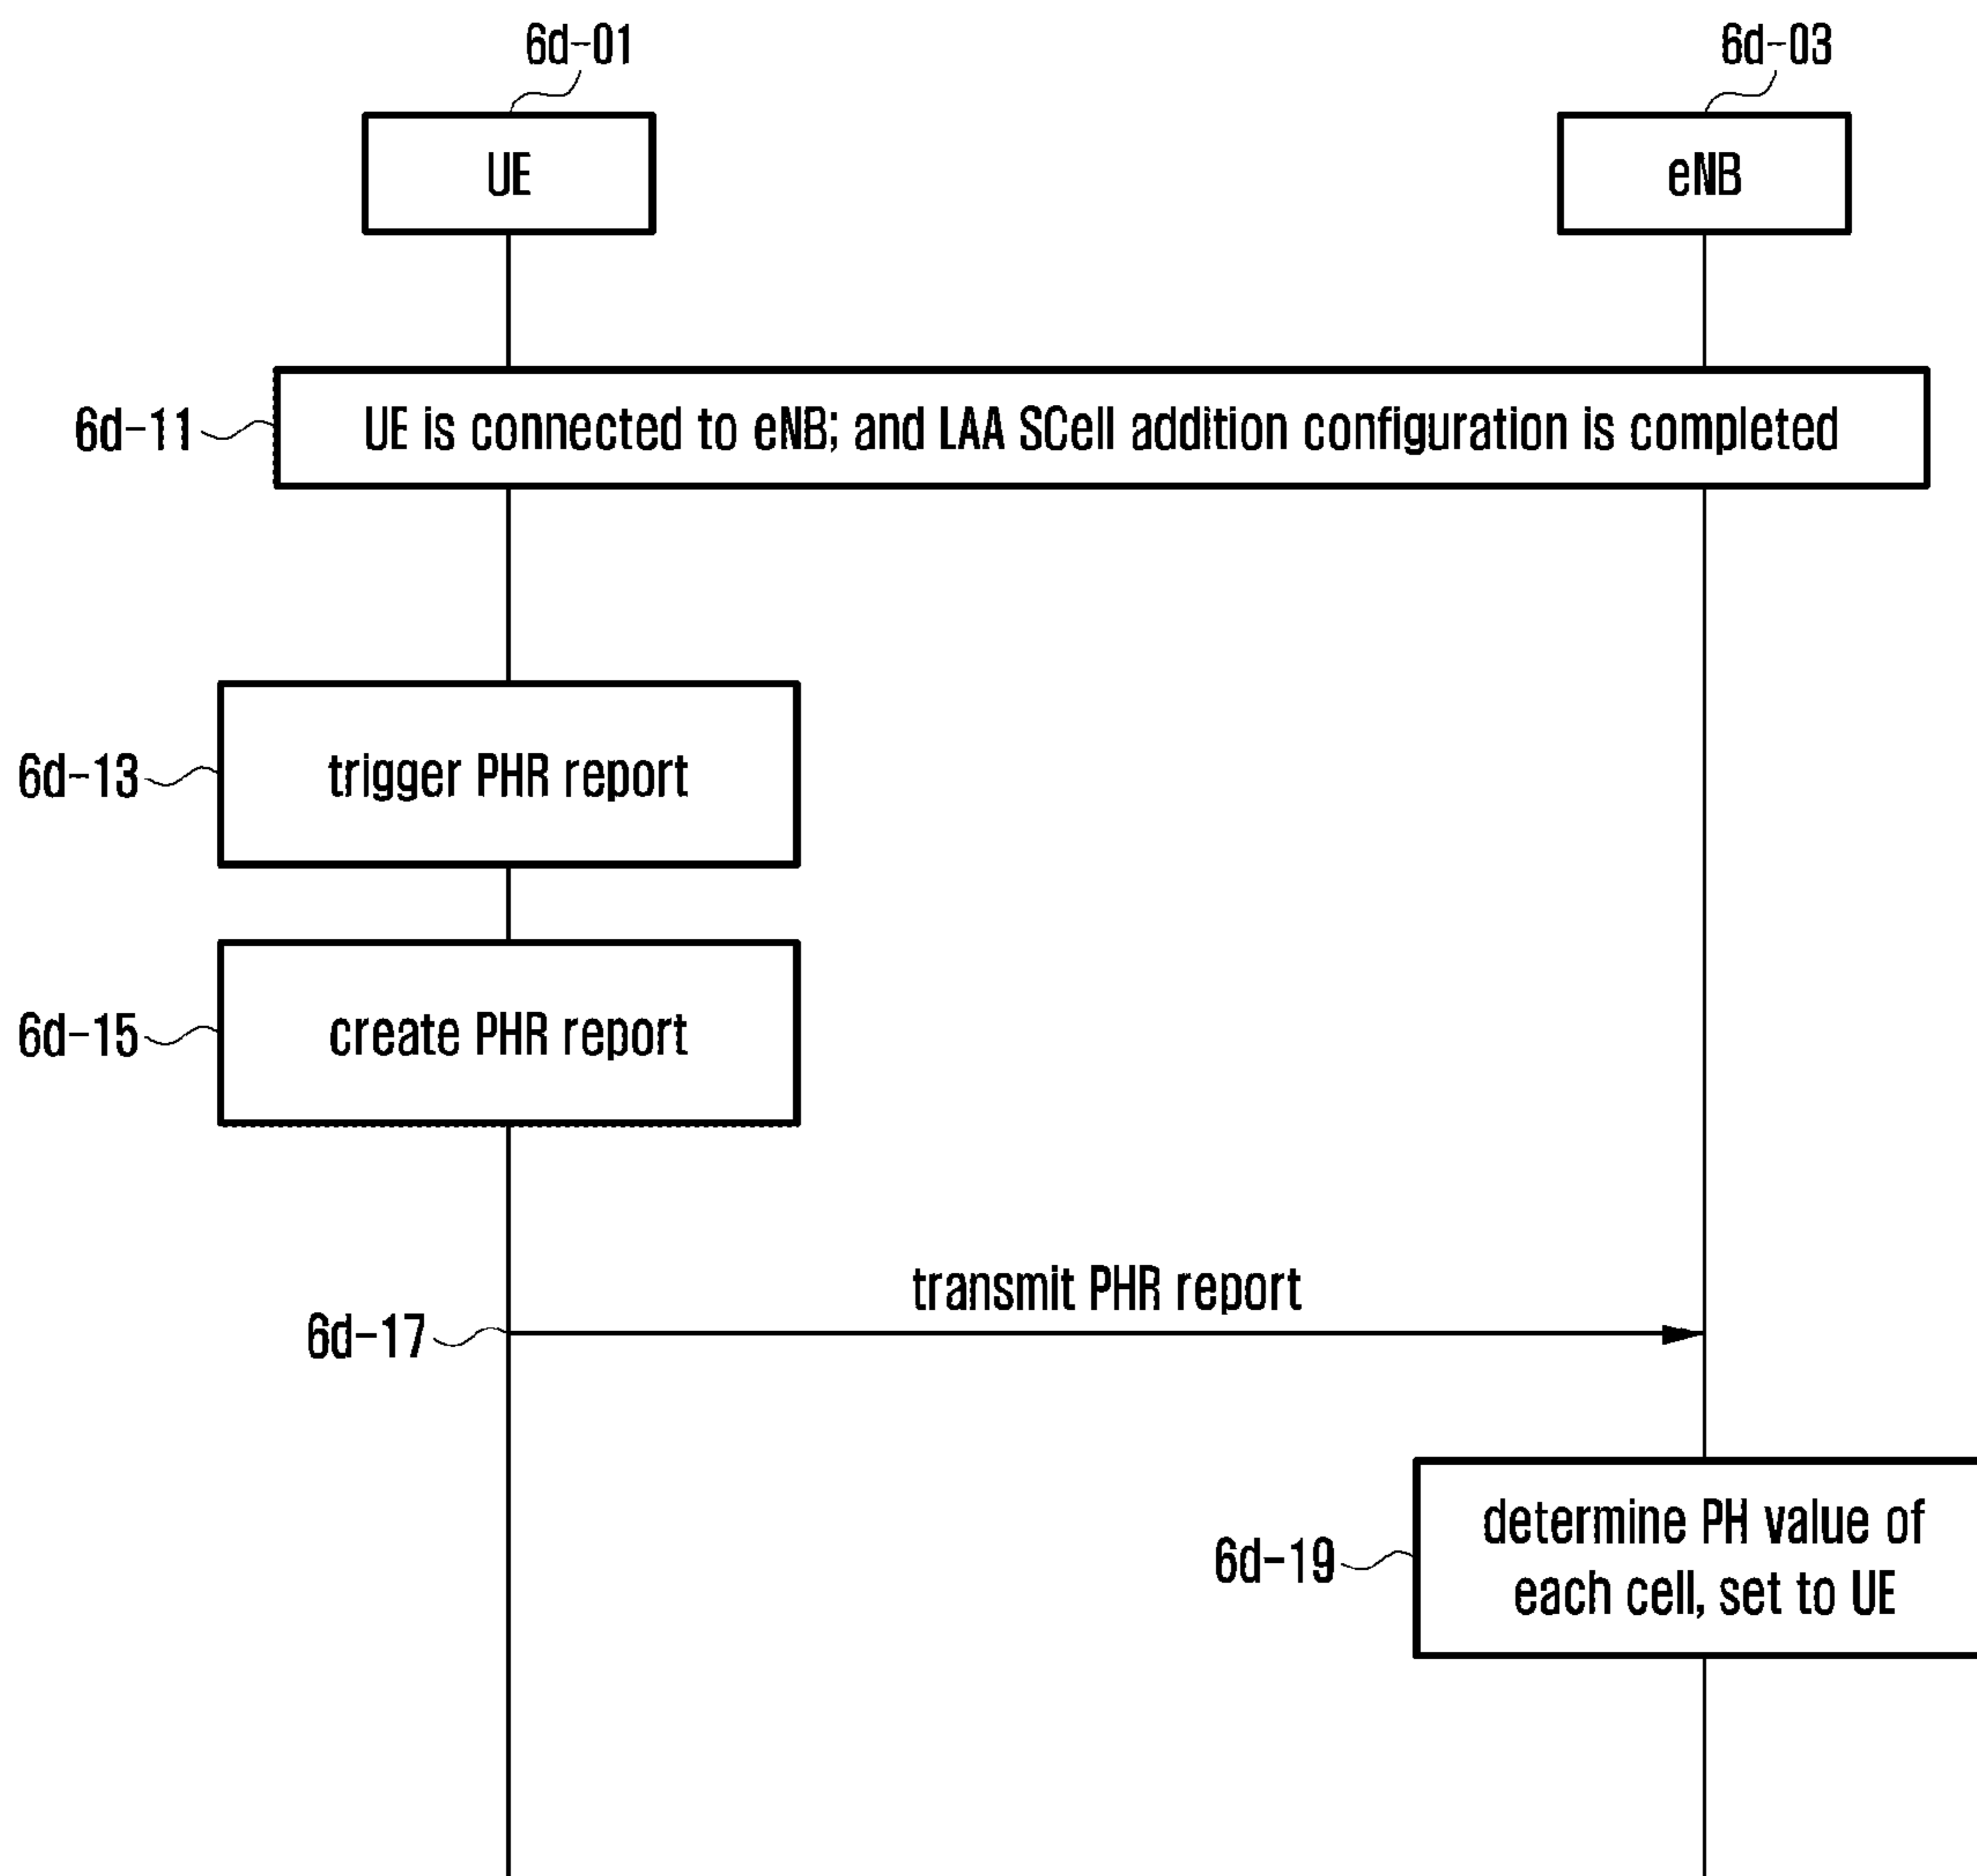 6d-01
6d-03
UE
eNB
6d-11
UE is connected to eNB; and LAA SCell addition configuration is completed
6d-13
trigger PHR report
6d-15
create PHR report
transmit PHR report
6d-17
determine PH value of
6d-19
each cell, set to UE